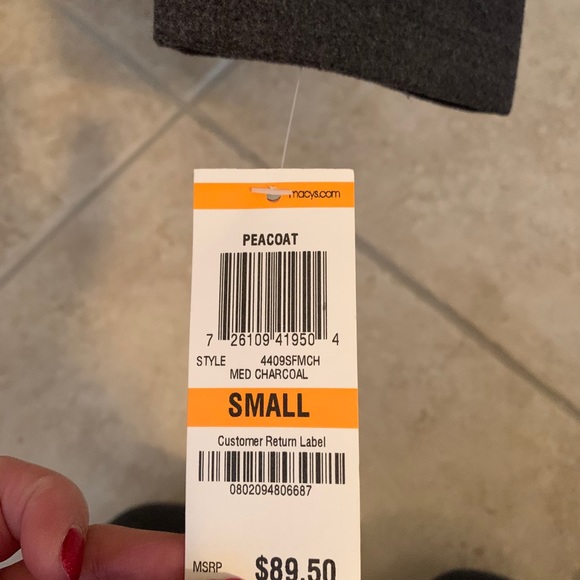 macys.com
PEACOAT
7 26109 41950 4
STYLE 4409SFMCH
MED CHARCOAL
SMALL
Customer Return Label
0802094806687
MSRP $89.50